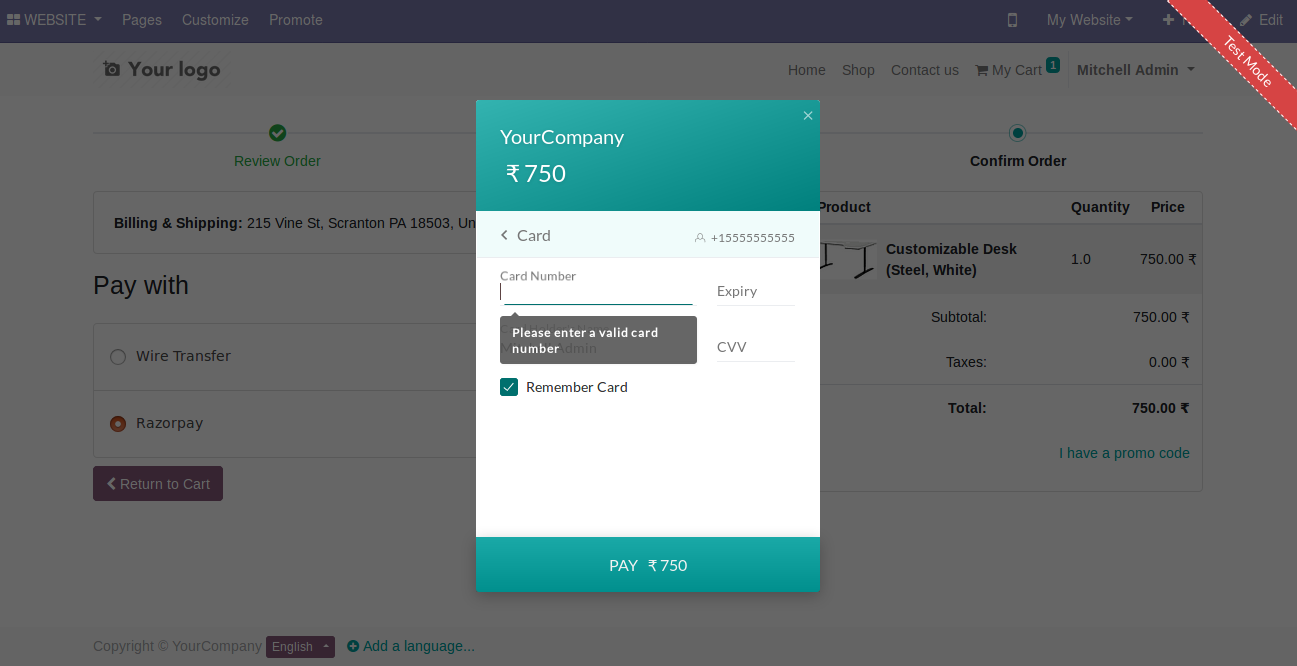 WEBSITE Pages Customize Promote My Website Edit
Test Mode
Your logo Home Shop Contact us My Cart 1 Mitchell Admin
Review Order
Confirm Order
Billing & Shipping: 215 Vine St, Scranton PA 18503,
Pay with
Wire Transfer
Razorpay
Return to Cart
YourCompany
₹ 750
Card +15555555555
Card Number
Expiry
Please enter a valid card
number
CVV
Remember Card
PAY ₹ 750
Product Quantity Price
Customizable Desk
(Steel, White)
1.0 750.00 ₹
Subtotal: 750.00 ₹
Taxes: 0.00 ₹
Total: 750.00 ₹
I have a promo code
Copyright © YourCompany English Add a language...